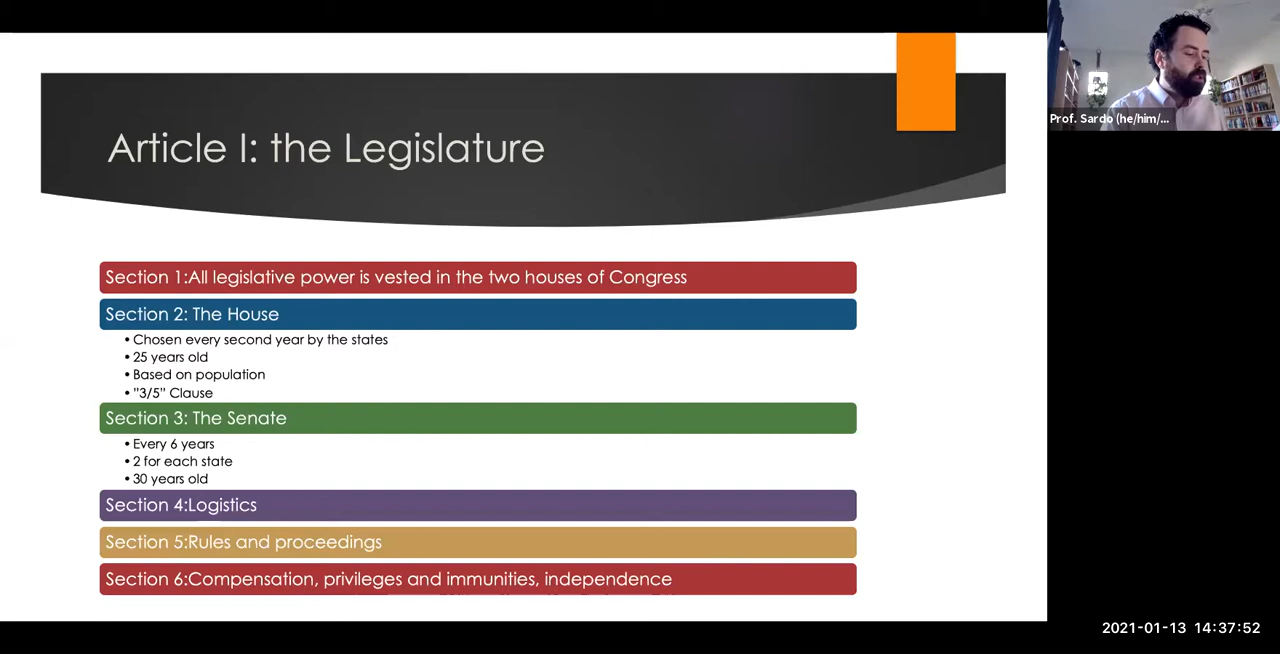 Prof. Sardo (he/him/...
Article I: the Legislature
Section 1:All legislative power is vested in the two houses of Congress
Section 2: The House
• Chosen every second year by the states
• 25 years old
• Based on population
• "3/5" Clause
Section 3: The Senate
• Every 6 years
• 2 for each state
• 30 years old
Section 4:Logistics
Section 5:Rules and proceedings
Section 6:Compensation, privileges and immunities, independence
2021-01-13 14:37:52